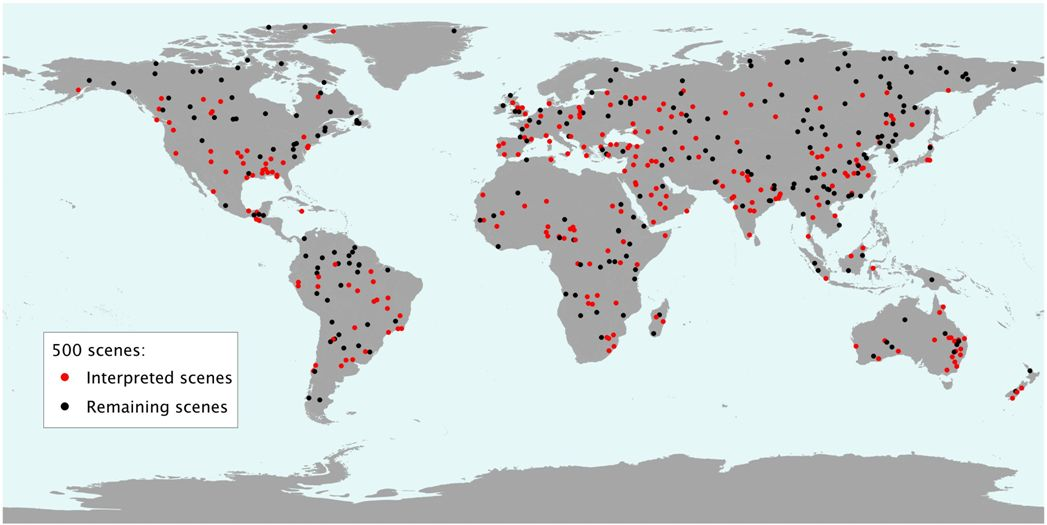 500 scenes:
Interpreted scenes
Remaining scenes